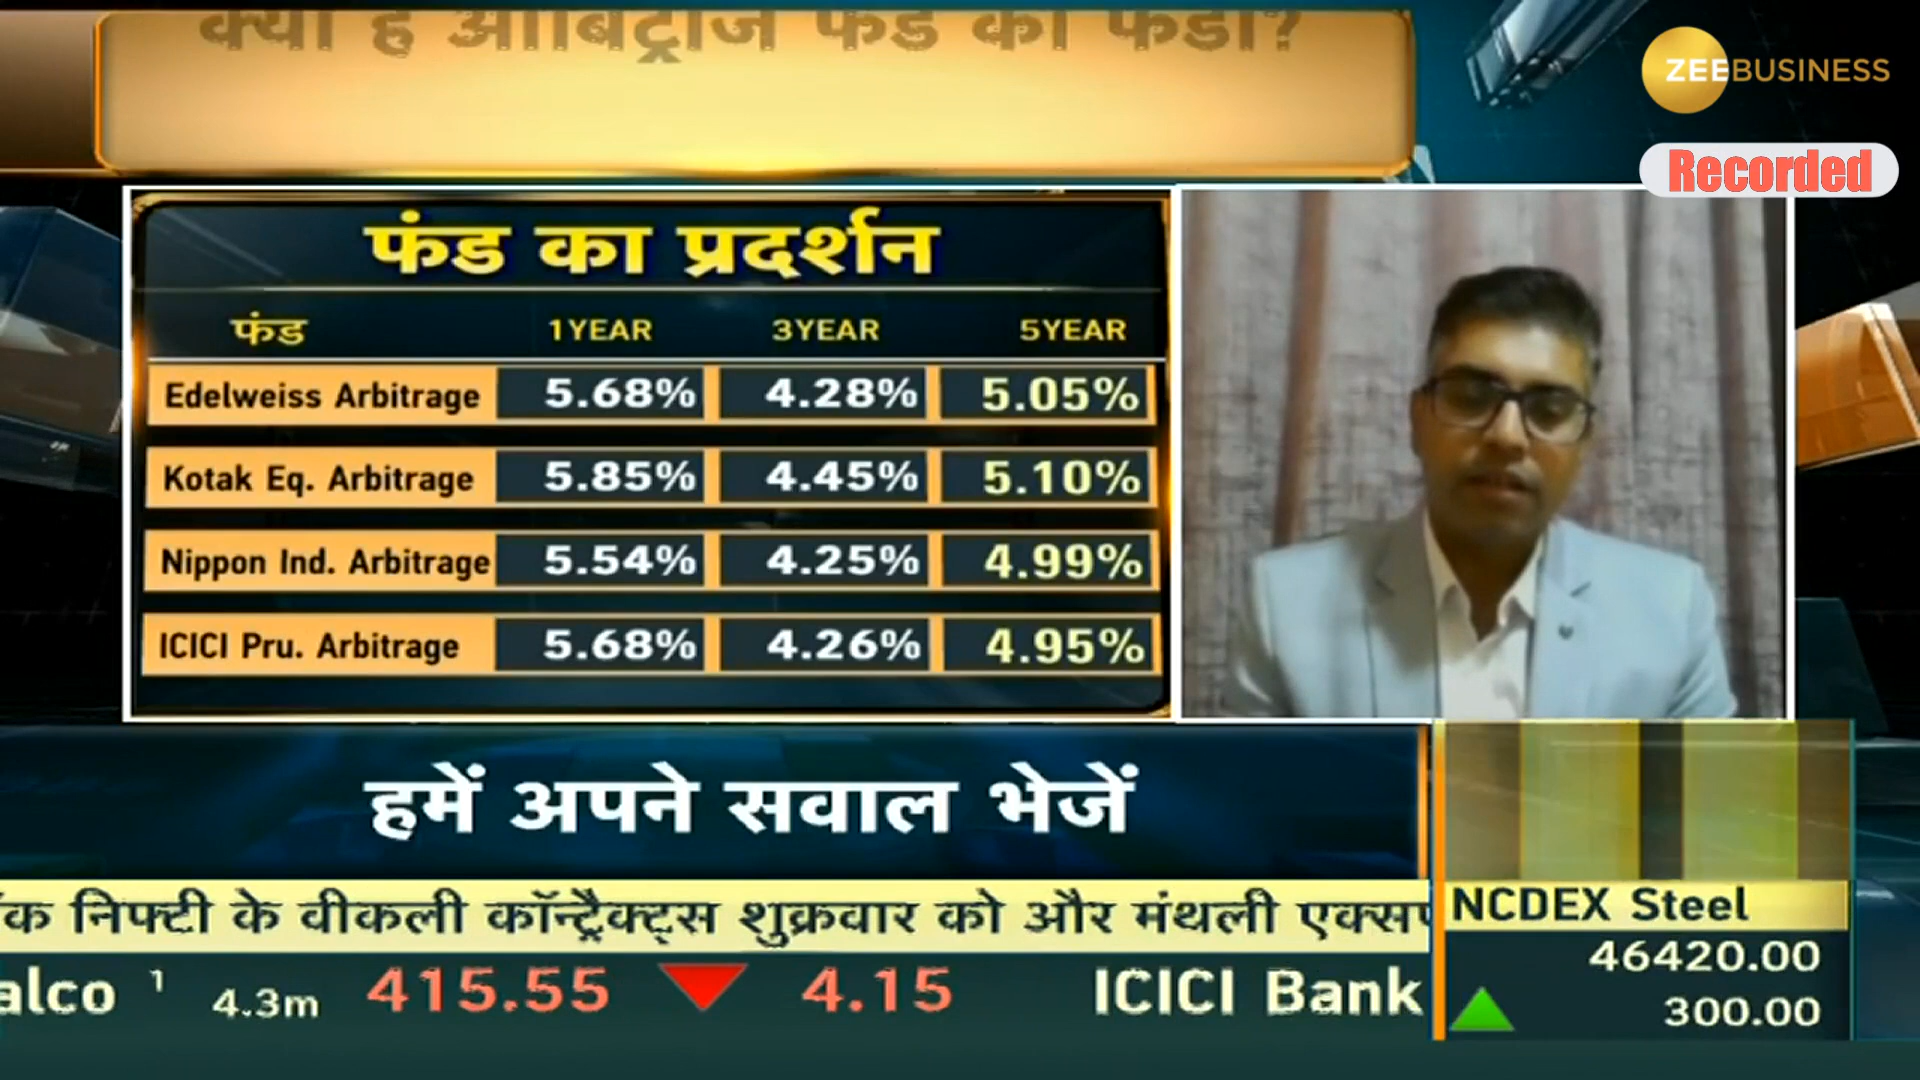 क्या है आर्बिट्राज फंड का फंडा?
ZEEBUSINESS
Recorded
फंड का प्रदर्शन
फंड 1YEAR 3YEAR 5YEAR
Edelweiss Arbitrage 5.68% 4.28% 5.05%
Kotak Eq. Arbitrage 5.85% 4.45% 5.10%
Nippon Ind. Arbitrage 5.54% 4.25% 4.99%
ICICI Pru. Arbitrage 5.68% 4.26% 4.95%
हमें अपने सवाल भेजें
निफ्टी के वीकली कॉन्ट्रैक्ट्स शुक्रवार को और मंथली
NCDEX Steel
46420.00
300.00
alco 1 4.3m 415.55 4.15 ICICI Bank